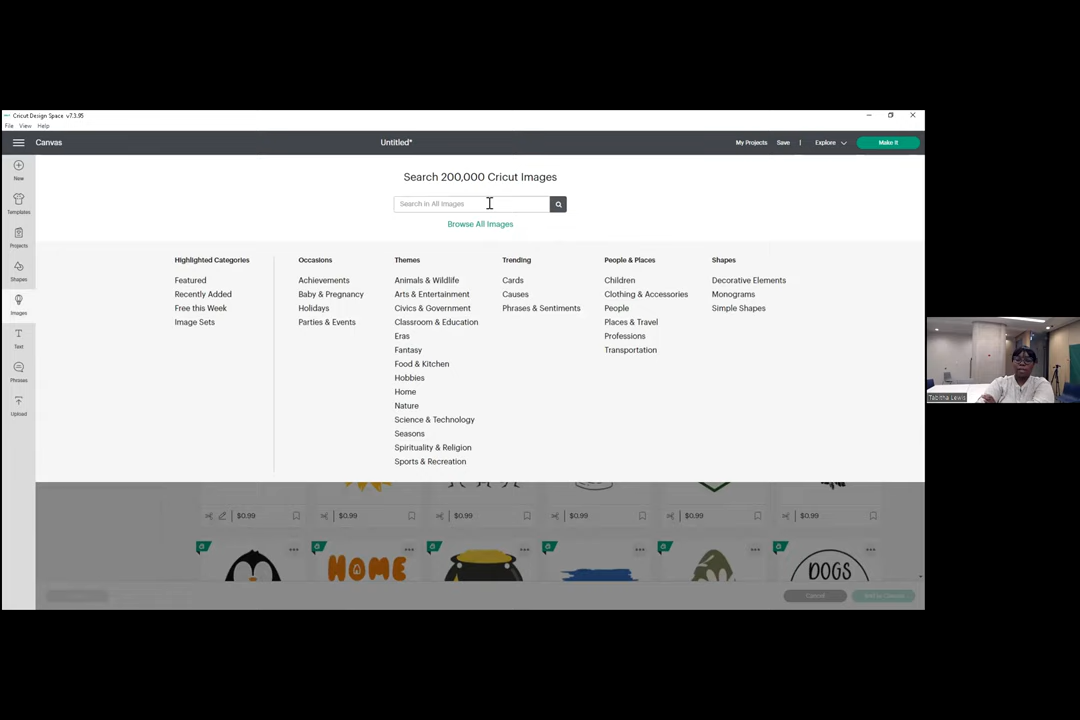 Cricut Design Space v7.3.95
File View Help
Canvas
Untitled*
My Projects Save | Explore Make It
New
Templates
Projects
Shapes
Images
Text
Phrases
Upload
Search 200,000 Cricut Images
Search in All Images
Browse All Images
Highlighted Categories
Featured
Recently Added
Free this Week
Image Sets
Occasions
Achievements
Baby & Pregnancy
Holidays
Parties & Events
Themes
Animals & Wildlife
Arts & Entertainment
Civics & Government
Classroom & Education
Eras
Fantasy
Food & Kitchen
Hobbies
Home
Nature
Science & Technology
Seasons
Spirituality & Religion
Sports & Recreation
Trending
Cards
Causes
Phrases & Sentiments
People & Places
Children
Clothing & Accessories
People
Places & Travel
Professions
Transportation
Shapes
Decorative Elements
Monograms
Simple Shapes
$0.99 $0.99 $0.99 $0.99 $0.99 $0.99
HOME
DOGS
Cancel
Tabitha Lewis